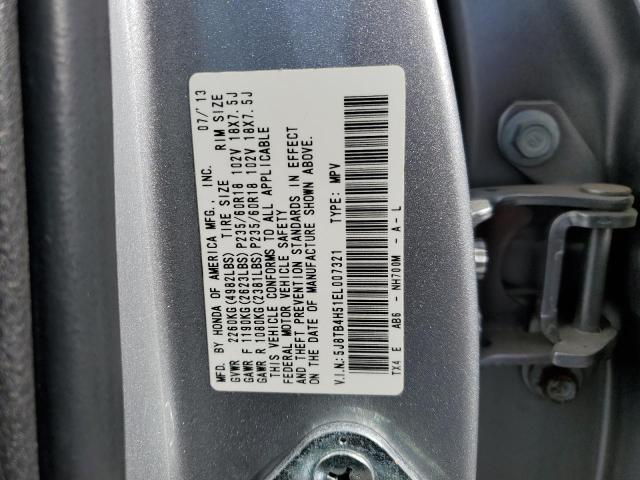 MFD. BY HONDA OF AMERICA MFG., INC. 07/'13
GVWR 2260KG(4982LBS) TIRE SIZE RIM SIZE
GAWR F 1190KG(2623LBS) P235/60R18 102V 18X7.5J
GAWR R 1080KG(2381LBS) P235/60R18 102V 18X7.5J
THIS VEHICLE CONFORMS TO ALL APPLICABLE
FEDERAL MOTOR VEHICLE SAFETY
AND THEFT PREVENTION STANDARDS IN EFFECT
ON THE DATE OF MANUFACTURE SHOWN ABOVE.
V.I.N.:5J8TB4H51EL007321 TYPE: MPV
TX4 E AB6 - NH700M - A - L